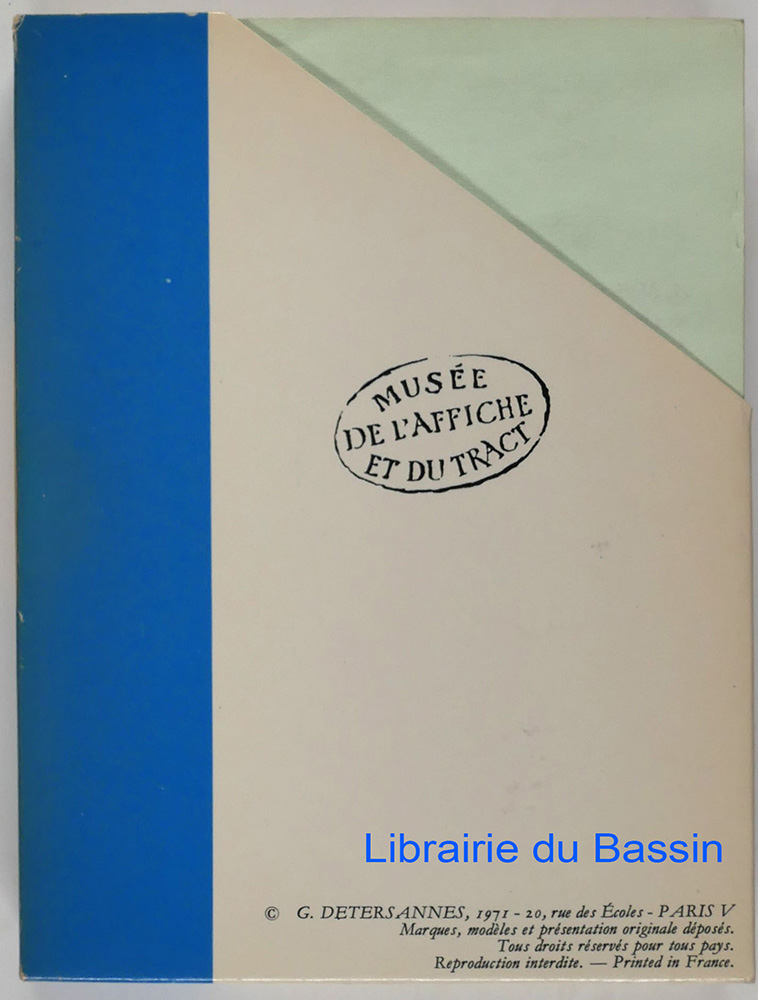 MUSÉE
DE L'AFFICHE
ET DU TRACT
Librairie du Bassin
© G. DETERSANNES, 1971 - 20, rue des Écoles - PARIS V
Marques, modèles et présentation originale déposés.
Tous droits réservés pour tous pays.
Reproduction interdite. — Printed in France.